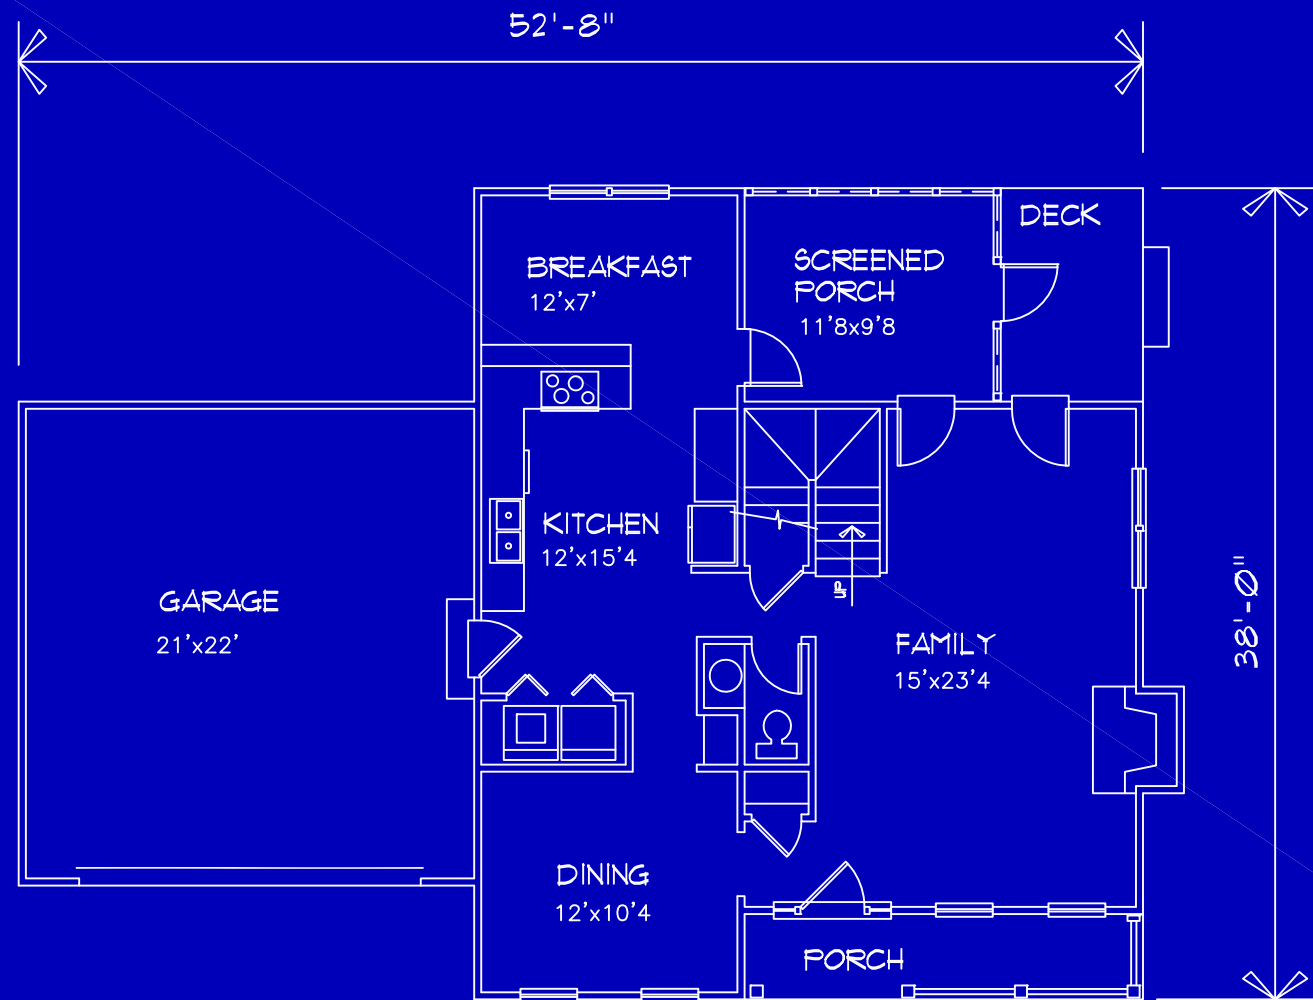 52'-8"
DECK
BREAKFAST
12'x7'
SCREENED
PORCH
11'8x9'8
KITCHEN
12'x15'4
UP
GARAGE
21'x22'
FAMILY
15'x23'4
38'-0"
DINING
12'x10'4
PORCH